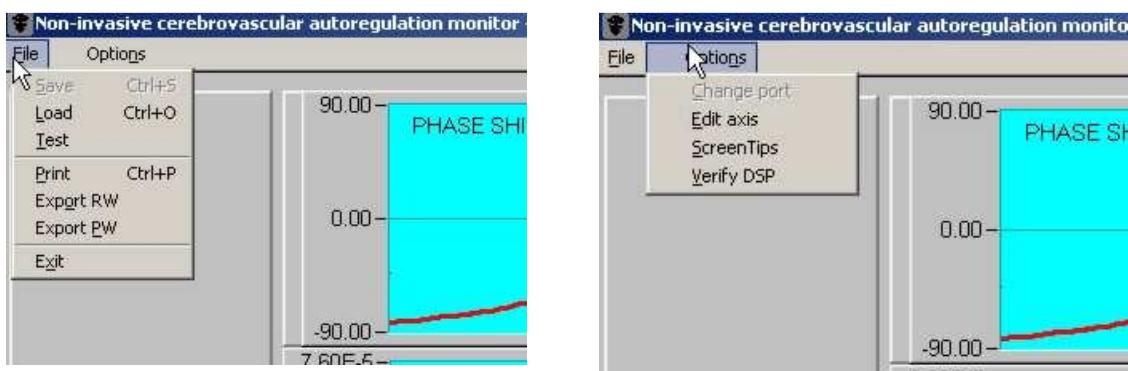 Non-invasive cerebrovascular autoregulation monitor
File Options
Save Ctrl+S
Load Ctrl+O
Test
Print Ctrl+P
Export RW
Export PW
Exit
90.00
PHASE SHI
0.00
-90.00
7.60E-5
Non-invasive cerebrovascular autoregulation monito
File Options
Change port
Edit axis
ScreenTips
Verify DSP
90.00
PHASE SH
0.00
-90.00